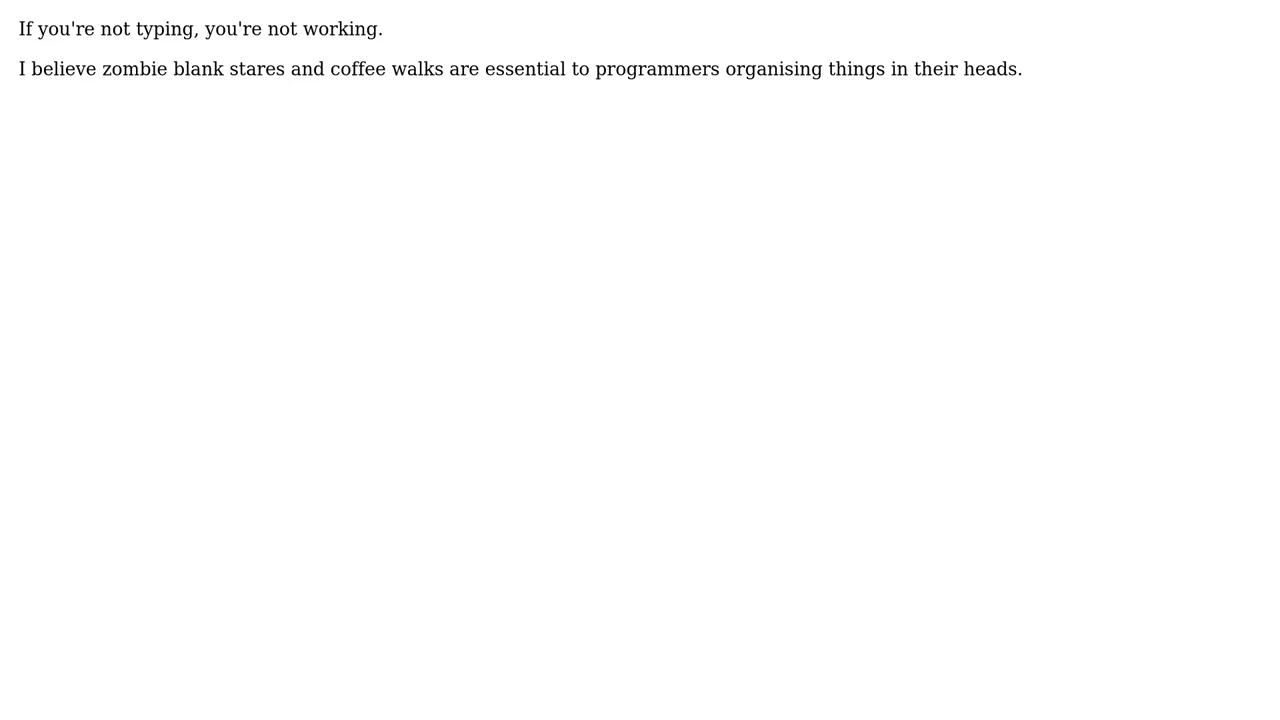 If you're not typing, you're not working.
I believe zombie blank stares and coffee walks are essential to programmers organising things in their heads.